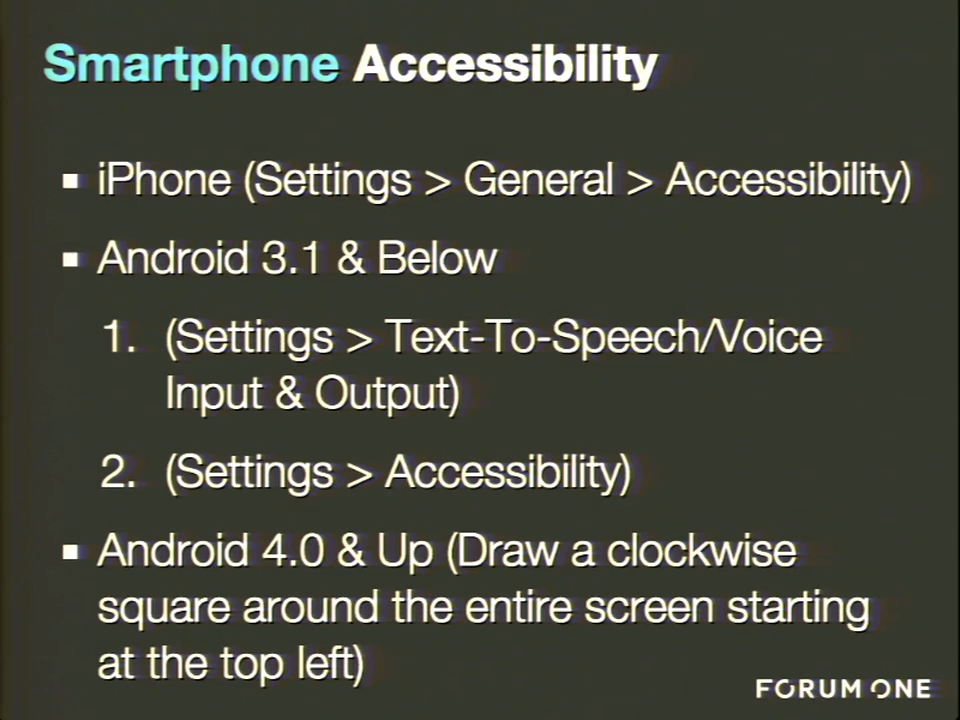 Smartphone Accessibility
▪ iPhone (Settings > General > Accessibility)
▪ Android 3.1 & Below
1. (Settings > Text-To-Speech/Voice
Input & Output)
2. (Settings > Accessibility)
▪ Android 4.0 & Up (Draw a clockwise
square around the entire screen starting
at the top left)
FORUM ONE